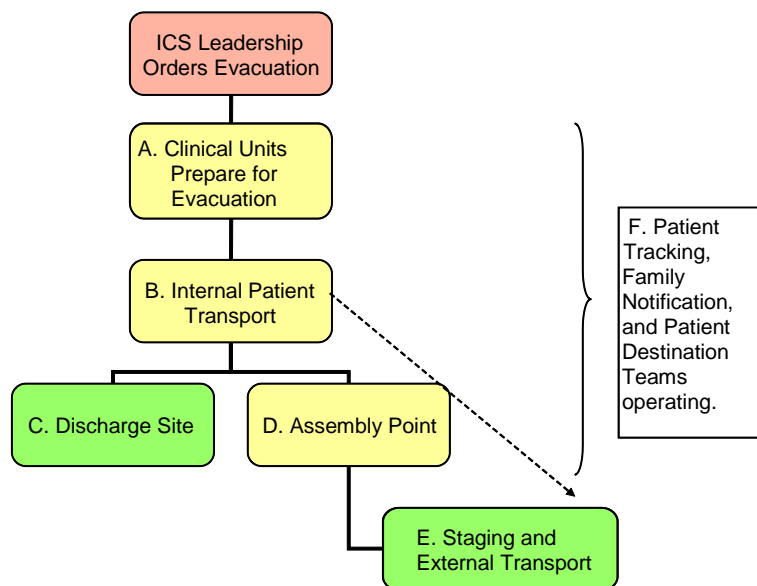 ICS Leadership
Orders Evacuation
A. Clinical Units
Prepare for
Evacuation
B. Internal Patient
Transport
C. Discharge Site
D. Assembly Point
E. Staging and
External Transport
F. Patient
Tracking,
Family
Notification,
and Patient
Destination
Teams
operating.